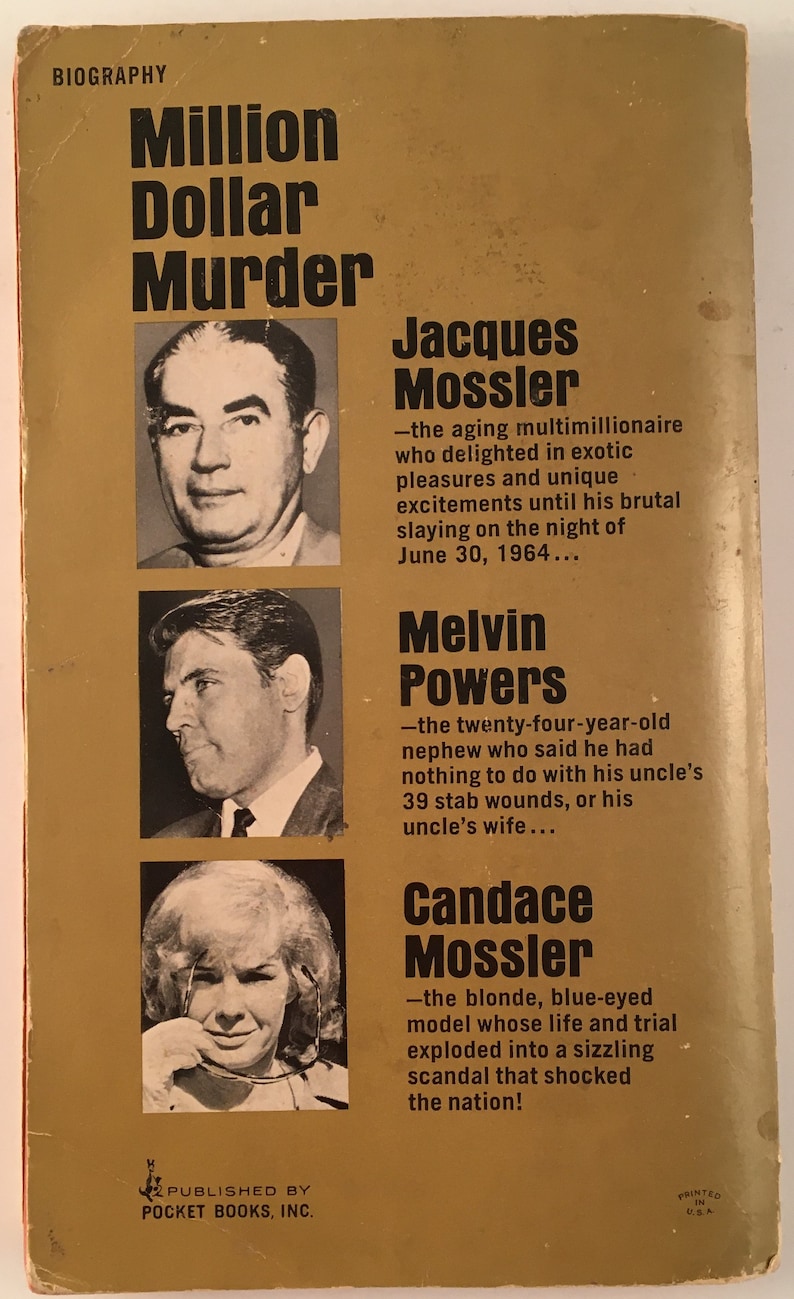 BIOGRAPHY
Million
Dollar
Murder
Jacques
Mossler
—the aging multimillionaire
who delighted in exotic
pleasures and unique
excitements until his brutal
slaying on the night of
June 30, 1964...
Melvin
Powers
—the twenty-four-year-old
nephew who said he had
nothing to do with his uncle's
39 stab wounds, or his
uncle's wife...
Candace
Mossler
—the blonde, blue-eyed
model whose life and trial
exploded into a sizzling
scandal that shocked
the nation!
PUBLISHED BY
POCKET BOOKS, INC.
PRINTED
IN
U.S.A.